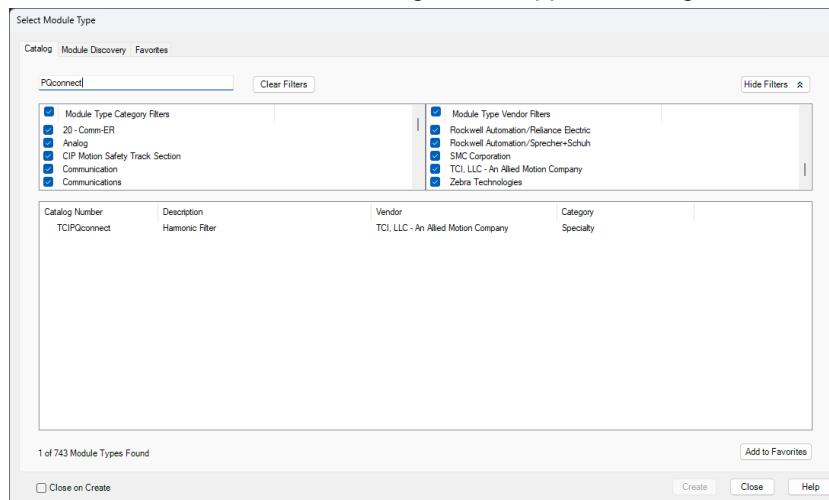 Select Module Type
Catalog Module Discovery Favorites
PQconnect Clear Filters Hide Filters
Module Type Category Filters
20 - Comm-ER
Analog
CIP Motion Safety Track Section
Communication
Communications
Module Type Vendor Filters
Rockwell Automation/Reliance Electric
Rockwell Automation/Sprecher+Schuh
SMC Corporation
TCI, LLC - An Allied Motion Company
Zebra Technologies
Catalog Number Description Vendor Category
TCIPQconnect Harmonic Filter TCI, LLC - An Allied Motion Company Specialty
1 of 743 Module Types Found Add to Favorites
Close on Create Create Close Help